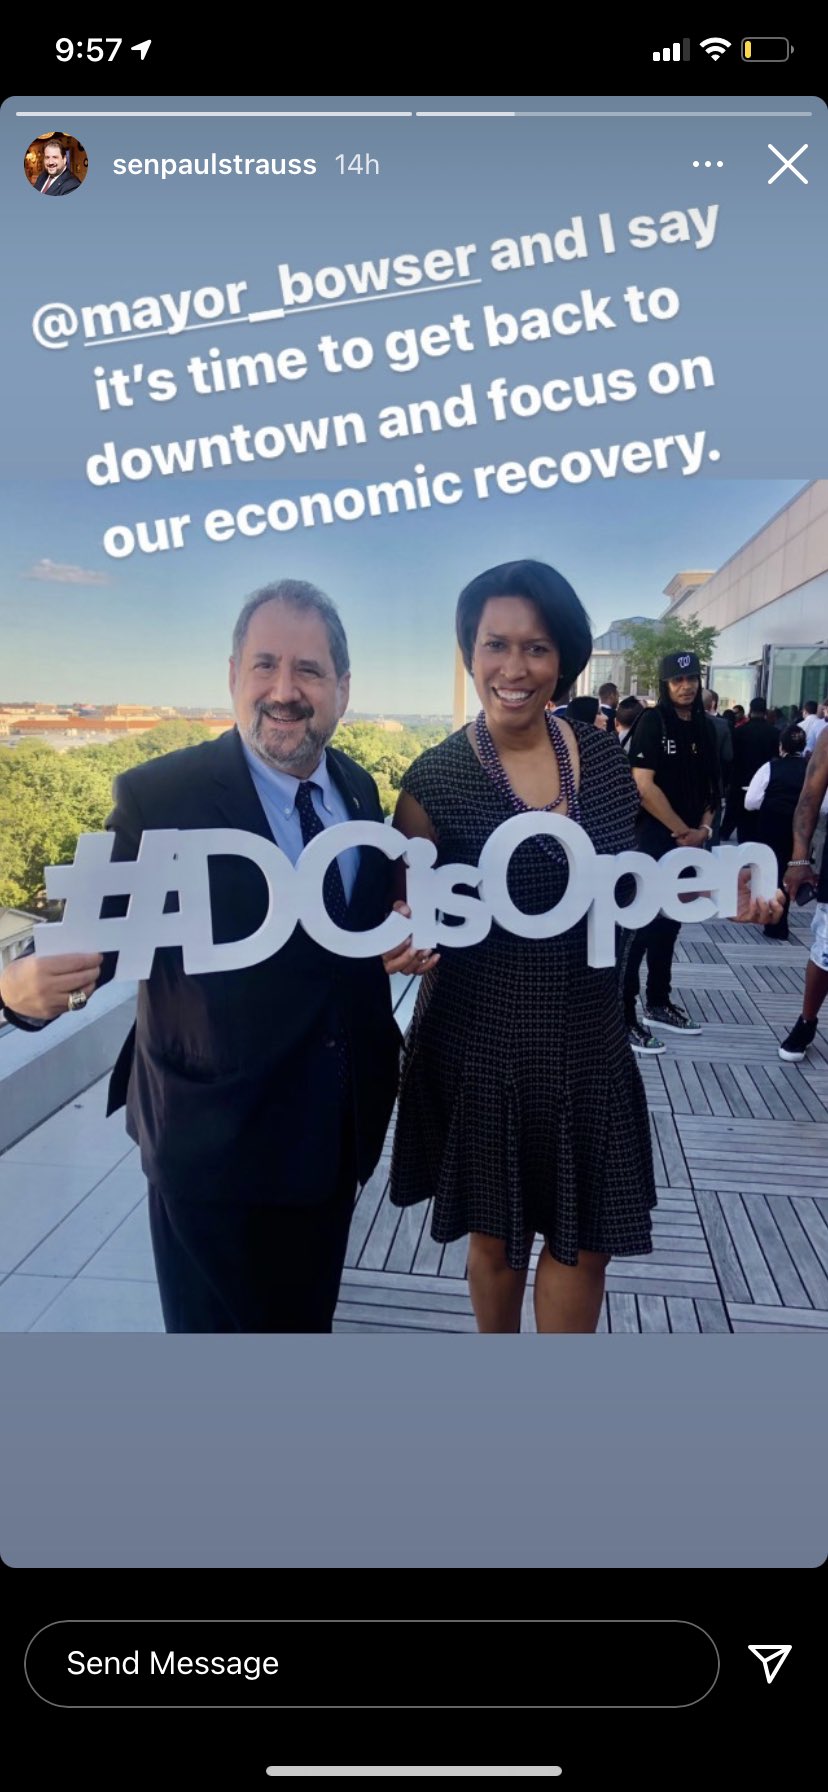 9:57
senpaulstrauss 14h
@mayor_bowser and I say
it's time to get back to
downtown and focus on
our economic recovery.
W
#DCisOpen
Send Message